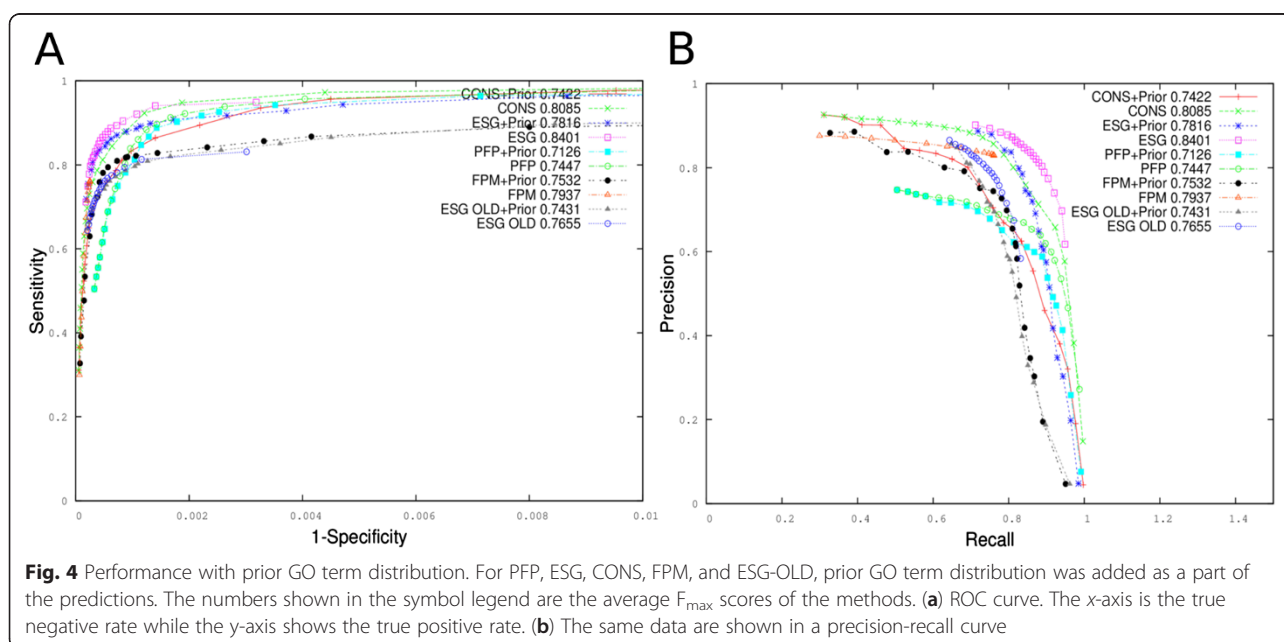 A
B
1
0.8
0.6
0.4
0.2
0
Sensitivity
0
0.002
0.004
0.006
0.008
0.01
1-Specificity
CONS+Prior 0.7422
CONS 0.8085
ESG+Prior 0.7816
ESG 0.8401
PFP+Prior 0.7126
PFP 0.7447
FPM+Prior 0.7532
FPM 0.7937
ESG OLD+Prior 0.7431
ESG OLD 0.7655
1
0.8
0.6
0.4
0.2
0
Precision
0
0.2
0.4
0.6
0.8
1
1.2
1.4
Recall
CONS+Prior 0.7422
CONS 0.8085
ESG+Prior 0.7816
ESG 0.8401
PFP+Prior 0.7126
PFP 0.7447
FPM+Prior 0.7532
FPM 0.7937
ESG OLD+Prior 0.7431
ESG OLD 0.7655
Fig. 4 Performance with prior GO term distribution. For PFP, ESG, CONS, FPM, and ESG-OLD, prior GO term distribution was added as a part of
the predictions. The numbers shown in the symbol legend are the average Fmax scores of the methods. (a) ROC curve. The x-axis is the true
negative rate while the y-axis shows the true positive rate. (b) The same data are shown in a precision-recall curve